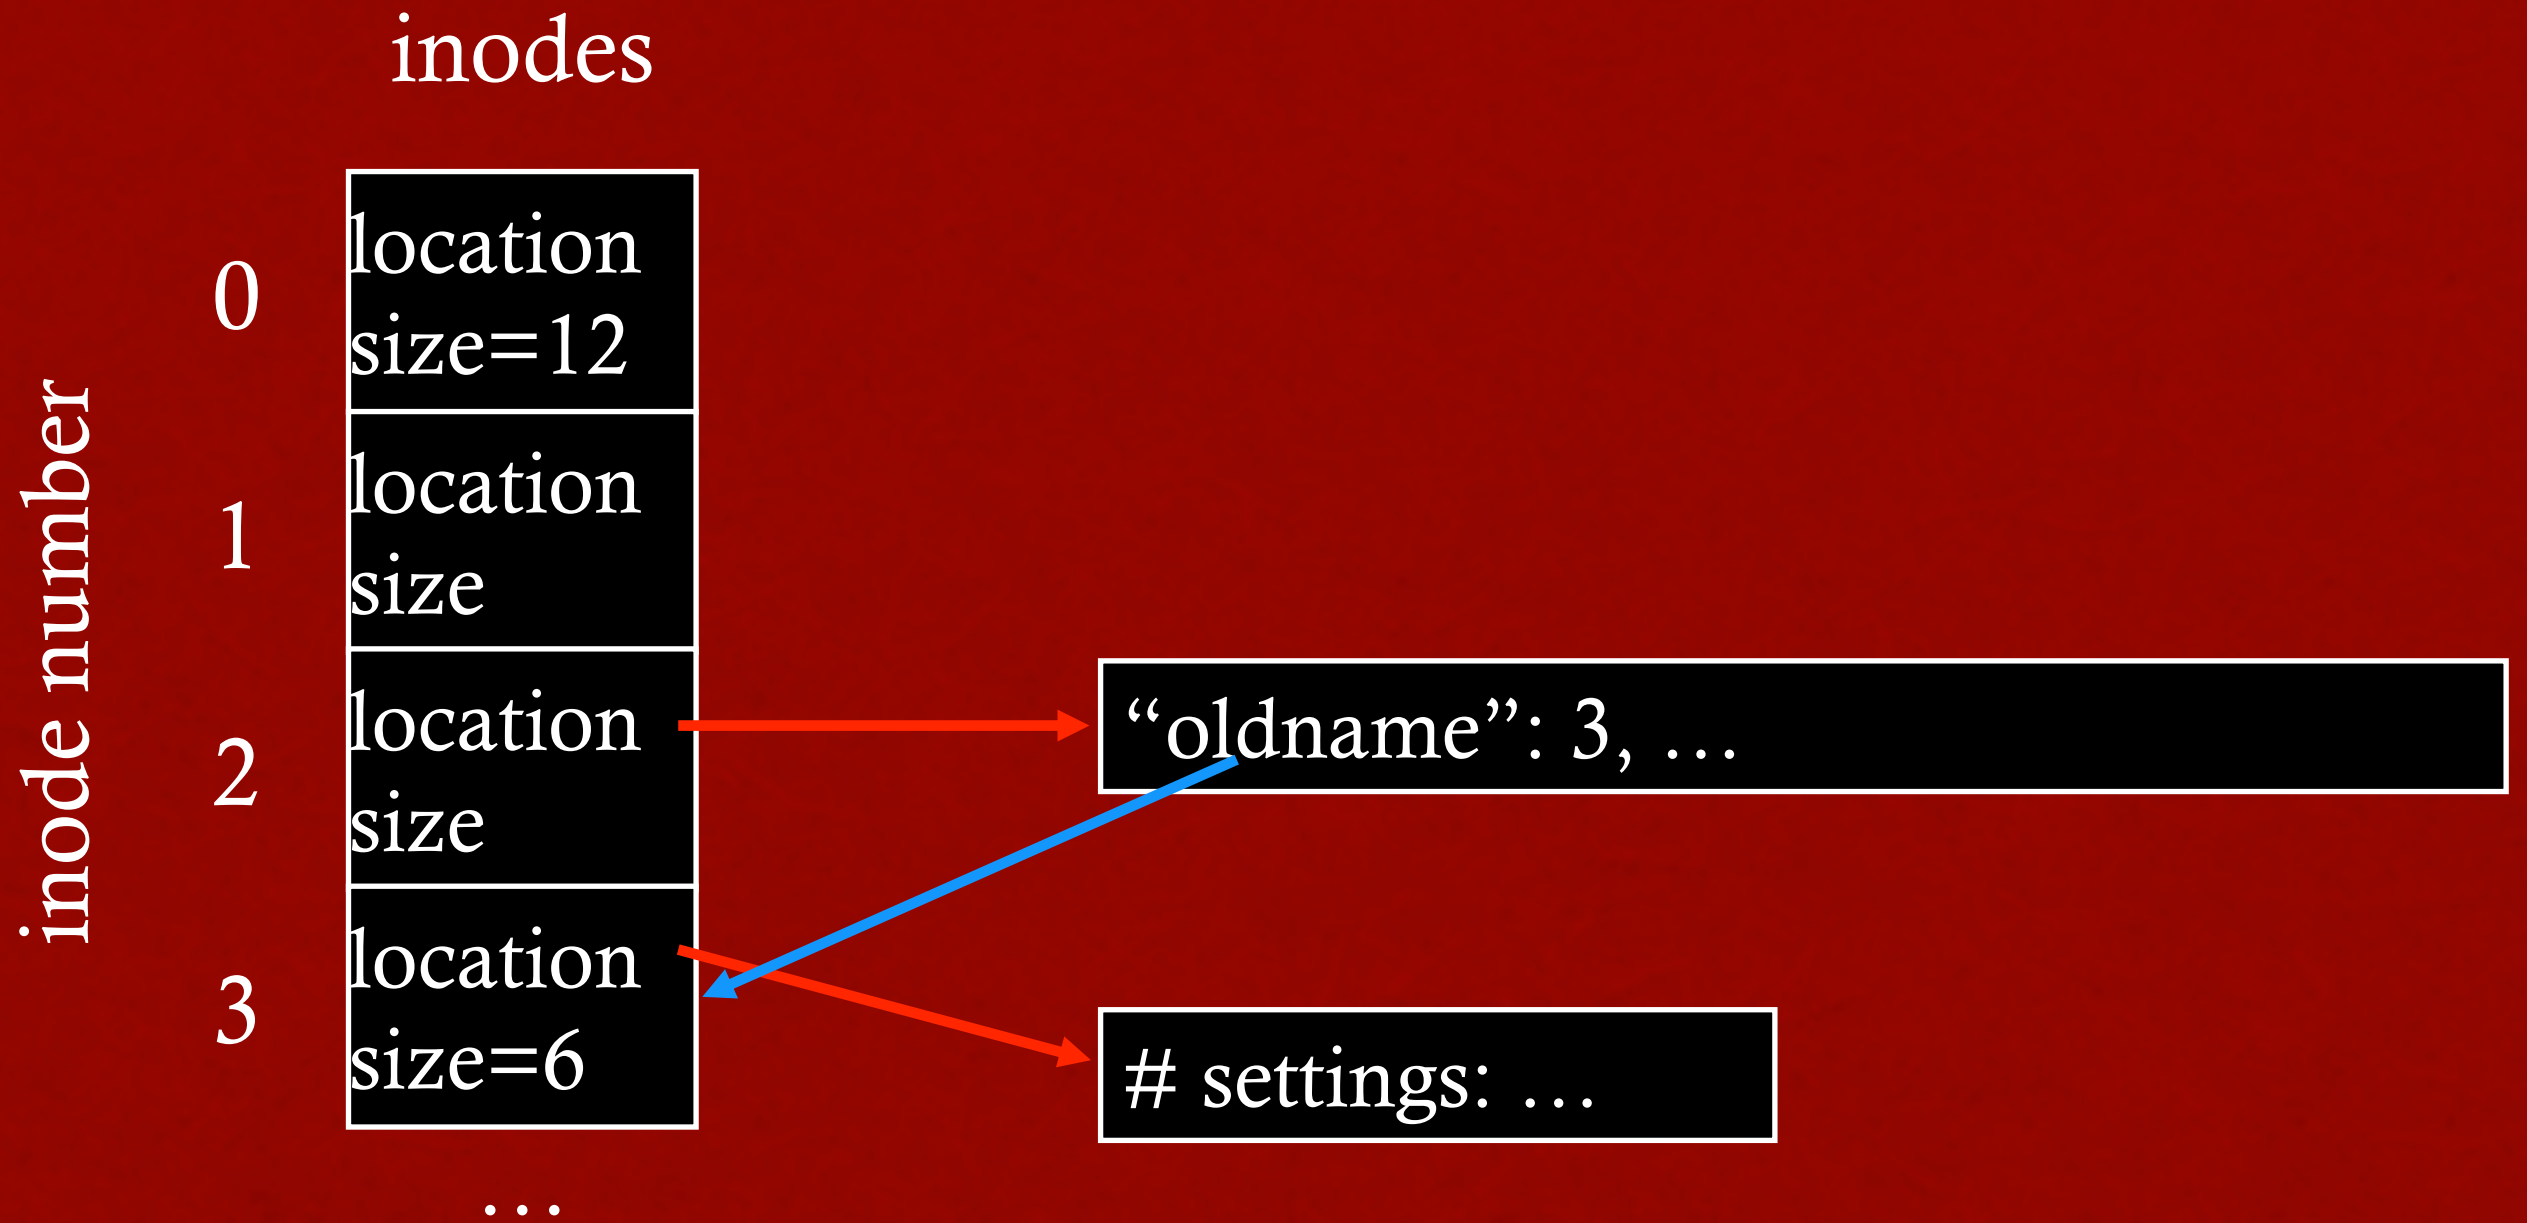 inodes
inode number
0
location
size=12
1
location
size
2
location
size
“oldname”: 3, …
3
location
size=6
# settings: …
…